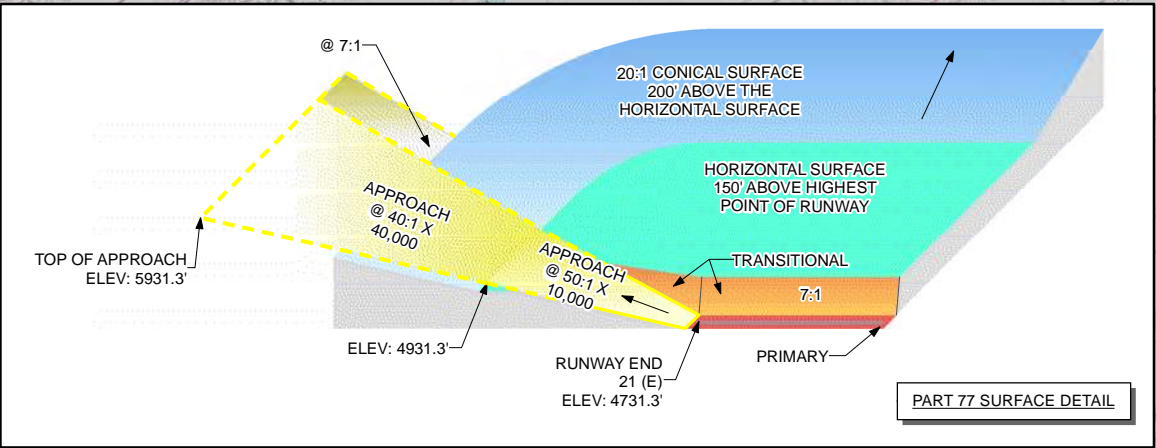 @ 7:1
20:1 CONICAL SURFACE
200' ABOVE THE
HORIZONTAL SURFACE
HORIZONTAL SURFACE
150' ABOVE HIGHEST
POINT OF RUNWAY
APPROACH
@ 40:1 X
40,000
TOP OF APPROACH
ELEV: 5931.3'
APPROACH
@ 50:1 X
10,000
TRANSITIONAL
7:1
ELEV: 4931.3'
RUNWAY END
21 (E)
ELEV: 4731.3'
PRIMARY
PART 77 SURFACE DETAIL